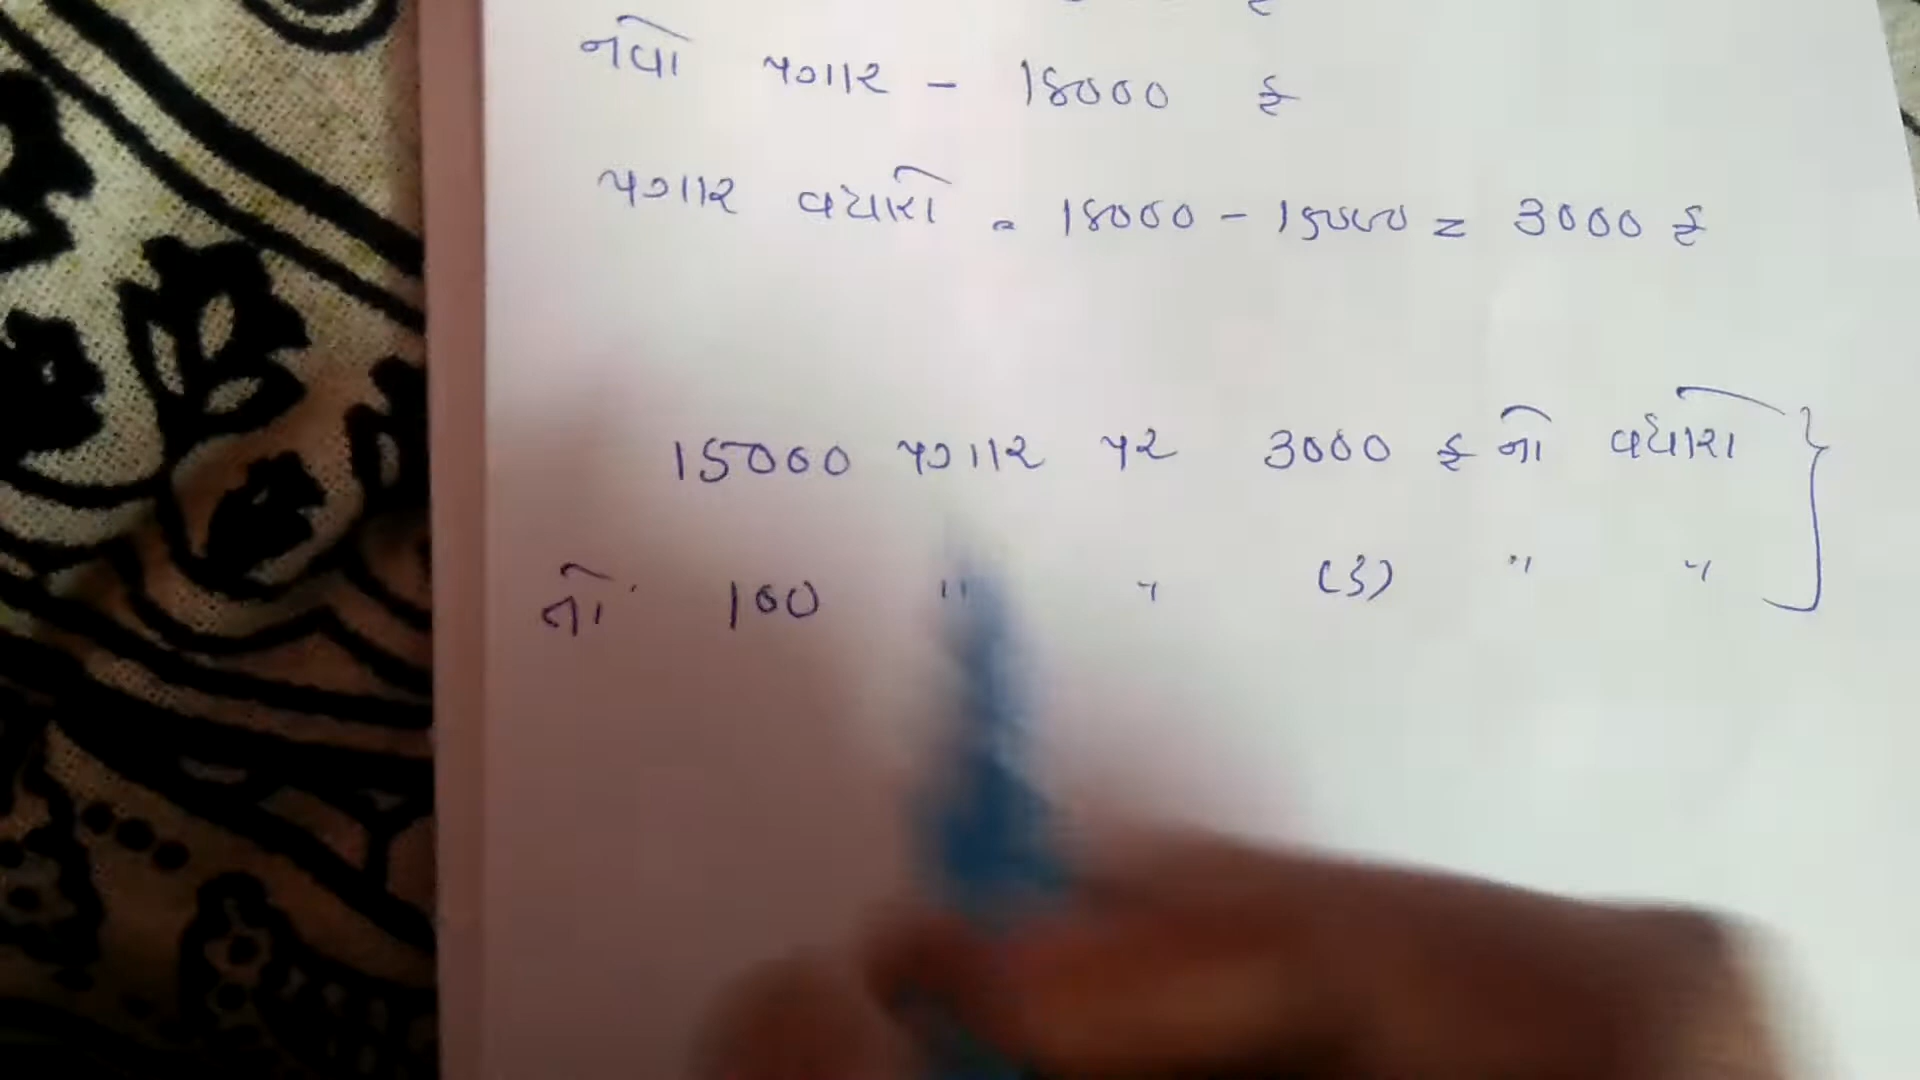 નવો પગાર - 18000 રૂ
પગાર વધારો = 18000 - 15000 = 3000 રૂ
15000 પગાર પર 3000 રૂ નો વધારો
તો 100 " " (?) " "